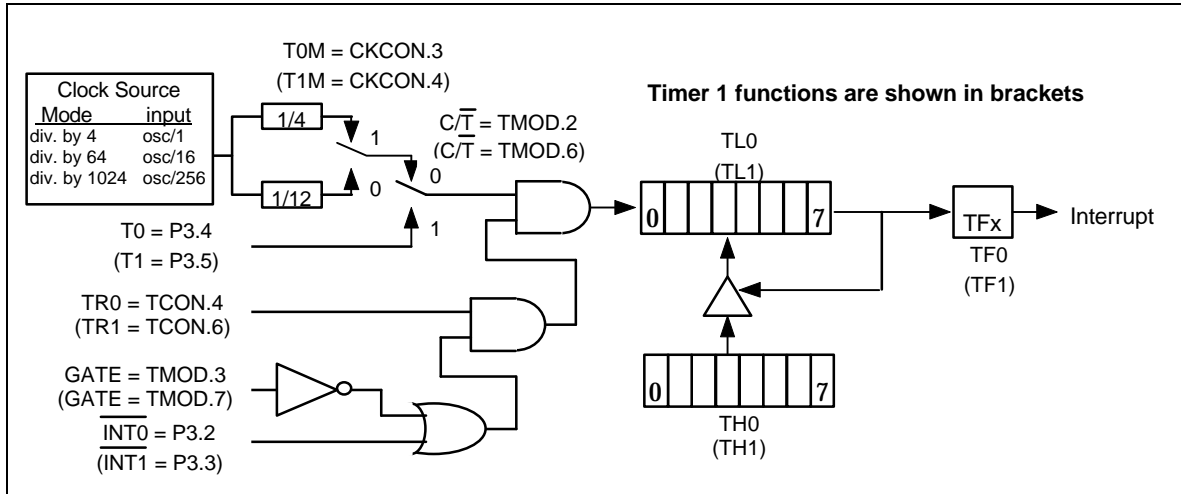 T0M = CKCON.3
(T1M = CKCON.4)
Timer 1 functions are shown in brackets
Clock Source
Mode input
div. by 4 osc/1
div. by 64 osc/16
div. by 1024 osc/256
1/4
1
C/T̅ = TMOD.2
(C/T̅ = TMOD.6)
0
0
1/12
1
T0 = P3.4
(T1 = P3.5)
TL0
(TL1)
0 7
TFx
Interrupt
TF0
(TF1)
TR0 = TCON.4
(TR1 = TCON.6)
GATE = TMOD.3
(GATE = TMOD.7)
I̅N̅T̅0̅ = P3.2
(I̅N̅T̅1̅ = P3.3)
0 7
TH0
(TH1)